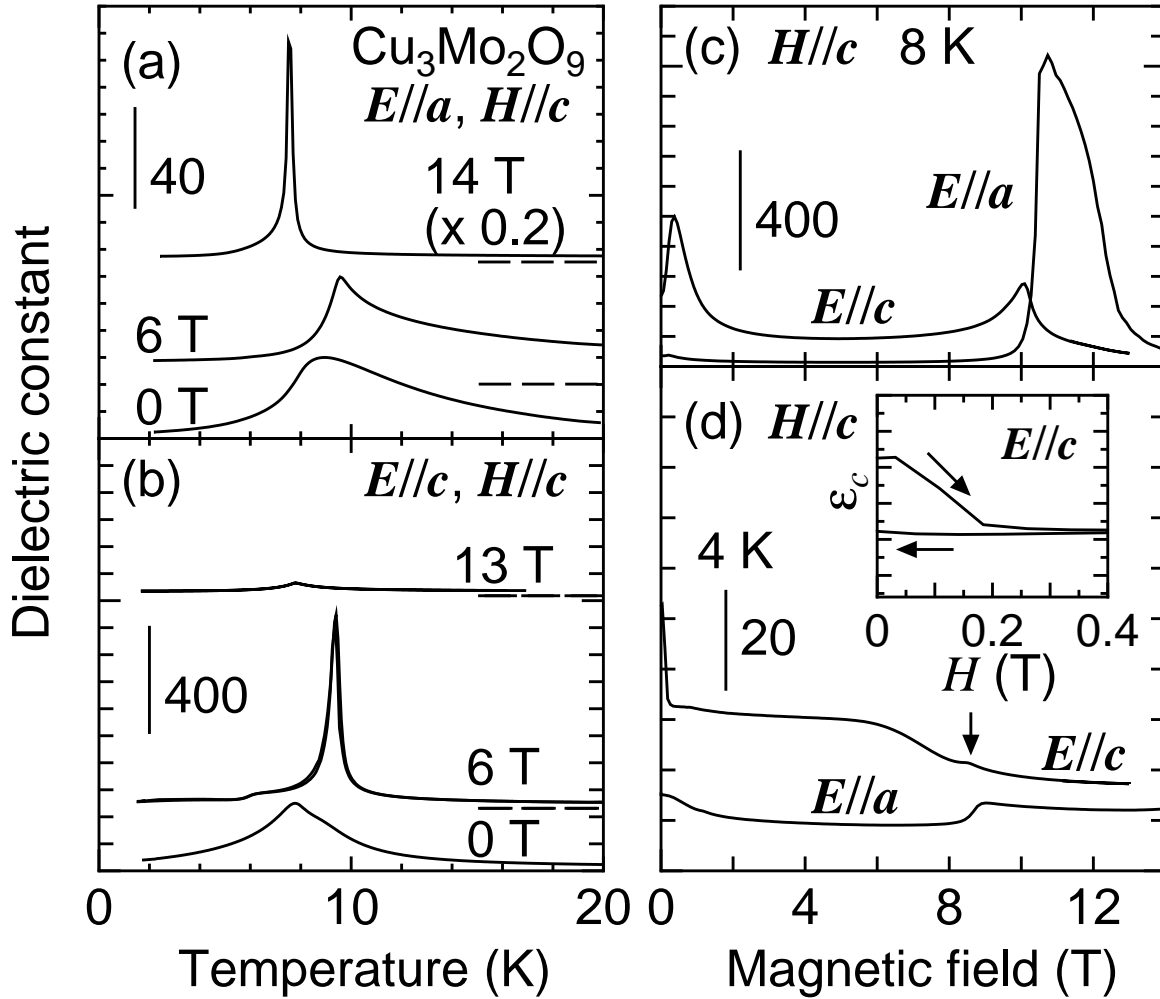 Dielectric constant
(a)
Cu3Mo2O9
E//a, H//c
40
14 T
(x 0.2)
6 T
0 T
(b)
E//c, H//c
13 T
400
6 T
0 T
0 10 20
Temperature (K)
(c) H//c 8 K
E//a
400
E//c
(d) H//c
E//c
εc
4 K
0 0.2 0.4
H (T)
20
E//c
E//a
0 4 8 12
Magnetic field (T)